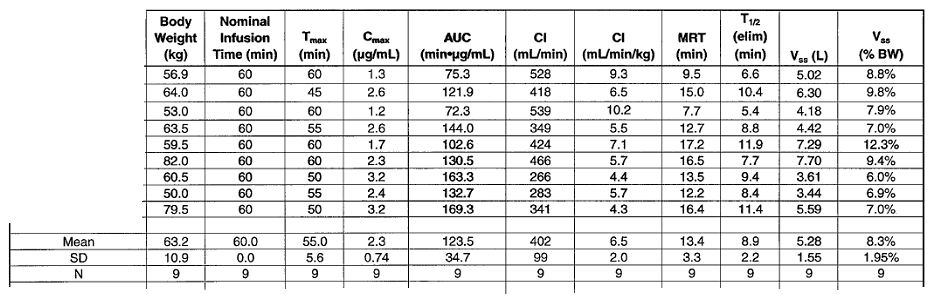 Body Weight (kg) Nominal Infusion Time (min) Tmax (min) Cmax (µg/mL) AUC (min•µg/mL) Cl (mL/min) Cl (mL/min/kg) MRT (min) T1/2 (elim) (min) Vss (L) Vss (% BW)
56.9 60 60 1.3 75.3 528 9.3 9.5 6.6 5.02 8.8%
64.0 60 45 2.6 121.9 418 6.5 15.0 10.4 6.30 9.8%
53.0 60 60 1.2 72.3 539 10.2 7.7 5.4 4.18 7.9%
63.5 60 55 2.6 144.0 349 5.5 12.7 8.8 4.42 7.0%
59.5 60 60 1.7 102.6 424 7.1 17.2 11.9 7.29 12.3%
82.0 60 60 2.3 130.5 466 5.7 16.5 7.7 7.70 9.4%
60.5 60 50 3.2 163.3 266 4.4 13.5 9.4 3.61 6.0%
50.0 60 55 2.4 132.7 283 5.7 12.2 8.4 3.44 6.9%
79.5 60 50 3.2 169.3 341 4.3 16.4 11.4 5.59 7.0%
Mean 63.2 60.0 55.0 2.3 123.5 402 6.5 13.4 8.9 5.28 8.3%
SD 10.9 0.0 5.6 0.74 34.7 99 2.0 3.3 2.2 1.55 1.95%
N 9 9 9 9 9 9 9 9 9 9 9